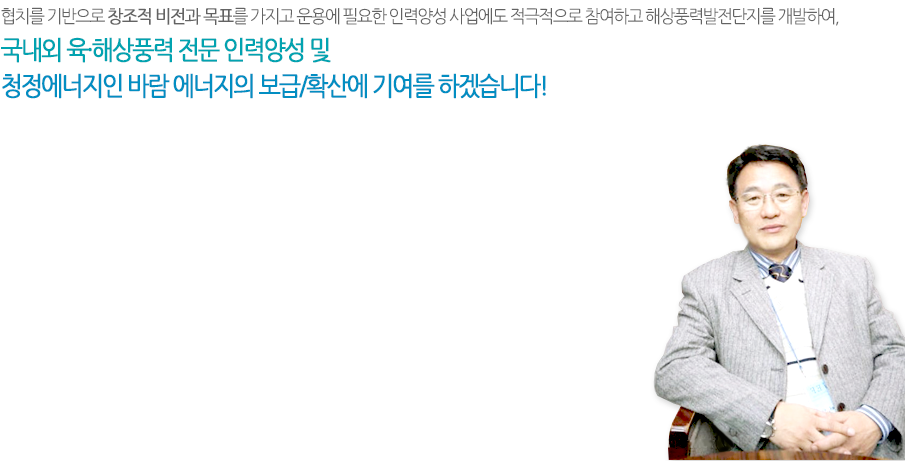 협치를 기반으로 창조적 비전과 목표를 가지고 운용에 필요한 인력양성 사업에도 적극적으로 참여하고 해상풍력발전단지를 개발하여,
국내외 육·해상풍력 전문 인력양성 및
청정에너지인 바람 에너지의 보급/확산에 기여를 하겠습니다!